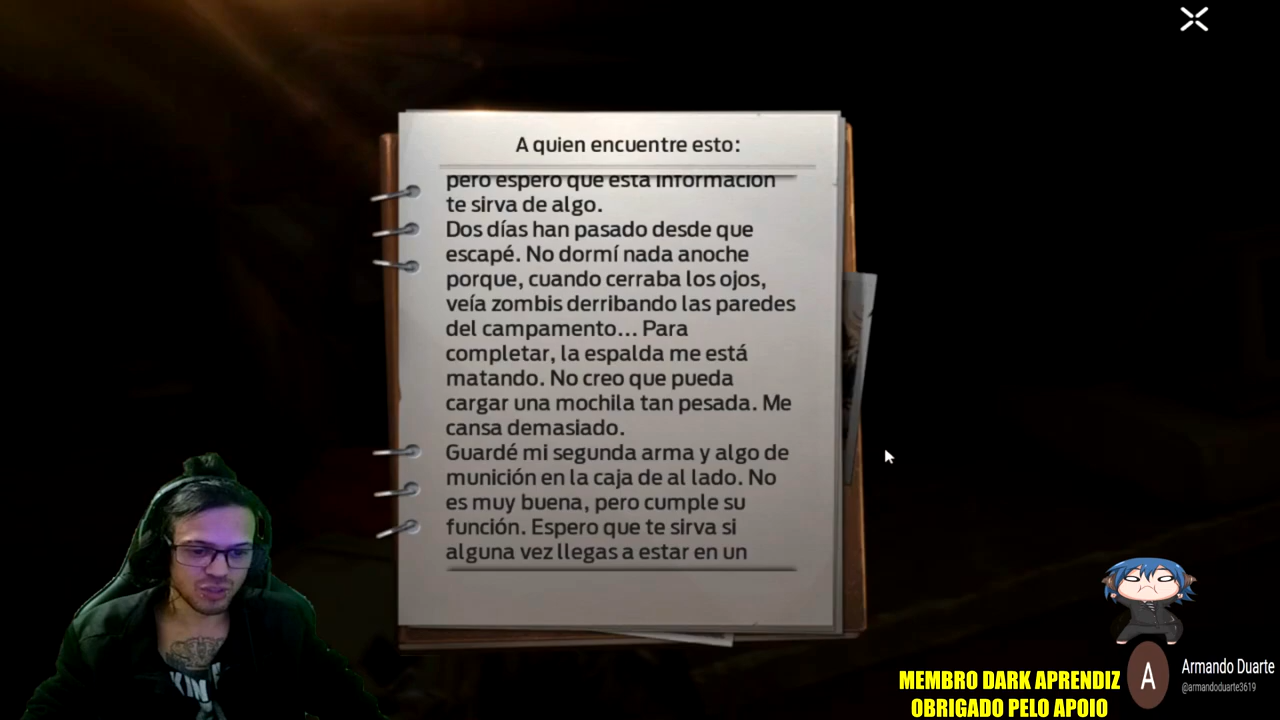 A quien encuentre esto:
pero espero que esta información
te sirva de algo.
Dos días han pasado desde que
escapé. No dormí nada anoche
porque, cuando cerraba los ojos,
veía zombis derribando las paredes
del campamento... Para
completar, la espalda me está
matando. No creo que pueda
cargar una mochila tan pesada. Me
cansa demasiado.
Guardé mi segunda arma y algo de
munición en la caja de al lado. No
es muy buena, pero cumple su
función. Espero que te sirva si
alguna vez llegas a estar en un
MEMBRO DARK APRENDIZ
OBRIGADO PELO APOIO
A
Armando Duarte
@armandoduarte3619